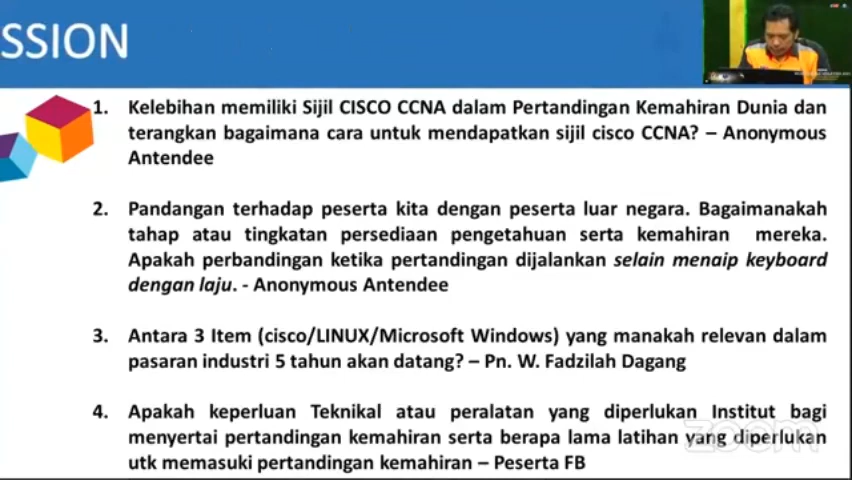 SSION
1. Kelebihan memiliki Sijil CISCO CCNA dalam Pertandingan Kemahiran Dunia dan
terangkan bagaimana cara untuk mendapatkan sijil cisco CCNA? – Anonymous
Antendee
2. Pandangan terhadap peserta kita dengan peserta luar negara. Bagaimanakah
tahap atau tingkatan persediaan pengetahuan serta kemahiran mereka.
Apakah perbandingan ketika pertandingan dijalankan selain menaip keyboard
dengan laju. - Anonymous Antendee
3. Antara 3 Item (cisco/LINUX/Microsoft Windows) yang manakah relevan dalam
pasaran industri 5 tahun akan datang? – Pn. W. Fadzilah Dagang
4. Apakah keperluan Teknikal atau peralatan yang diperlukan Institut bagi
menyertai pertandingan kemahiran serta berapa lama latihan yang diperlukan
utk memasuki pertandingan kemahiran – Peserta FB
zoom